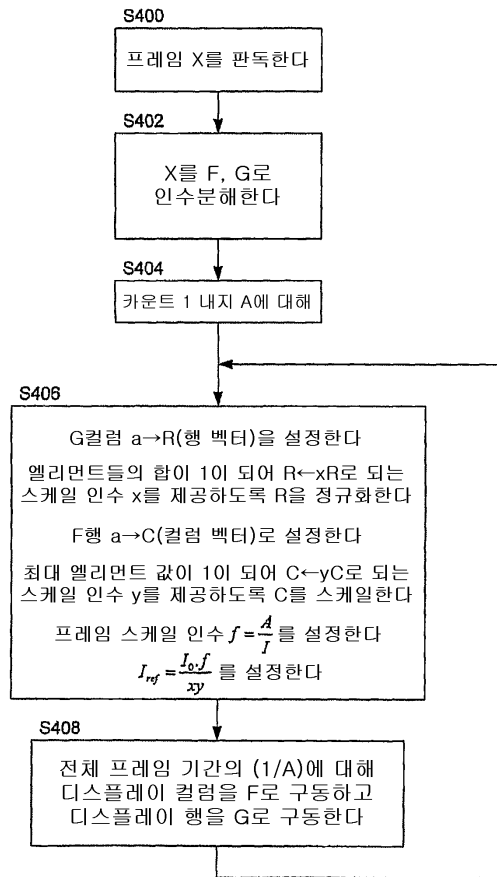 S400
프레임 X를 판독한다
S402
X를 F, G로
인수분해한다
S404
카운트 1 내지 A에 대해
S406
G컬럼 a→R(행 벡터)을 설정한다
엘리먼트들의 합이 1이 되어 R←xR로 되는
스케일 인수 x를 제공하도록 R을 정규화한다
F행 a→C(컬럼 벡터)로 설정한다
최대 엘리먼트 값이 1이 되어 C←yC로 되는
스케일 인수 y를 제공하도록 C를 스케일한다
프레임 스케일 인수 f = A/I 를 설정한다
I_ref = I₀.f/xy 를 설정한다
S408
전체 프레임 기간의 (1/A)에 대해
디스플레이 컬럼을 F로 구동하고
디스플레이 행을 G로 구동한다